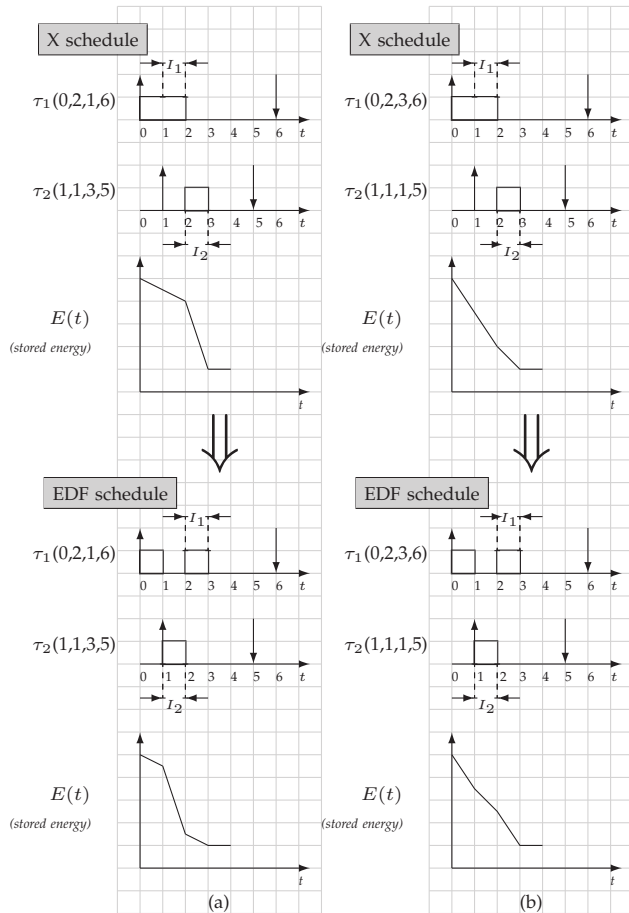 X schedule
I₁
τ₁(0,2,1,6)
0 1 2 3 4 5 6 t
τ₂(1,1,3,5)
0 1 2 3 4 5 6 t
I₂
E(t)
(stored energy)
t
EDF schedule
I₁
τ₁(0,2,1,6)
0 1 2 3 4 5 6 t
τ₂(1,1,3,5)
0 1 2 3 4 5 6 t
I₂
E(t)
(stored energy)
t
(a)
X schedule
I₁
τ₁(0,2,3,6)
0 1 2 3 4 5 6 t
τ₂(1,1,1,5)
0 1 2 3 4 5 6 t
I₂
E(t)
(stored energy)
t
EDF schedule
I₁
τ₁(0,2,3,6)
0 1 2 3 4 5 6 t
τ₂(1,1,1,5)
0 1 2 3 4 5 6 t
I₂
E(t)
(stored energy)
t
(b)